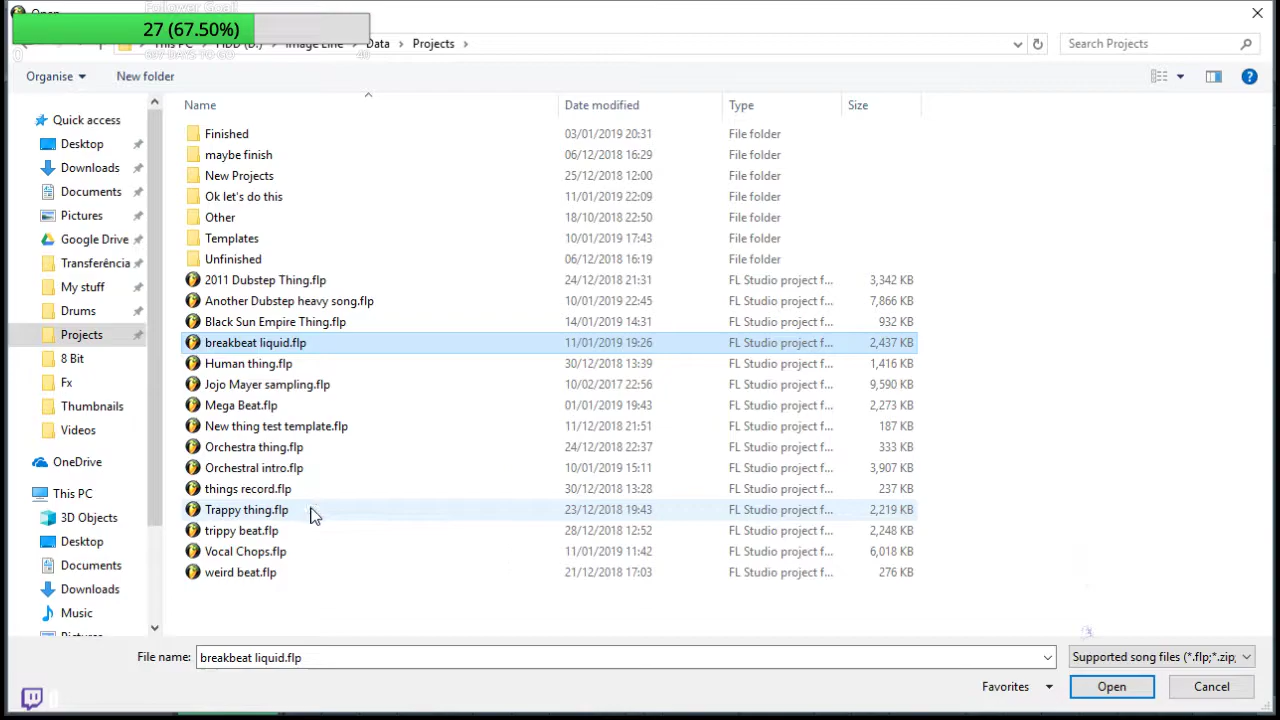 Open
Follower Goal
27 (67.50%)
0
40
This PC
HDD (D:)
Image Line
Data
Projects
Search Projects
Organise
New folder
Name
Date modified
Type
Size
Quick access
Desktop
Downloads
Documents
Pictures
Google Drive
Transferência
My stuff
Drums
Projects
8 Bit
Fx
Thumbnails
Videos
OneDrive
This PC
3D Objects
Desktop
Documents
Downloads
Music
Pictures
Finished 03/01/2019 20:31 File folder
maybe finish 06/12/2018 16:29 File folder
New Projects 25/12/2018 12:00 File folder
Ok let's do this 11/01/2019 22:09 File folder
Other 18/10/2018 22:50 File folder
Templates 10/01/2019 17:43 File folder
Unfinished 06/12/2018 16:19 File folder
2011 Dubstep Thing.flp 24/12/2018 21:31 FL Studio project f... 3,342 KB
Another Dubstep heavy song.flp 10/01/2019 22:45 FL Studio project f... 7,866 KB
Black Sun Empire Thing.flp 14/01/2019 14:31 FL Studio project f... 932 KB
breakbeat liquid.flp 11/01/2019 19:26 FL Studio project f... 2,437 KB
Human thing.flp 30/12/2018 13:39 FL Studio project f... 1,416 KB
Jojo Mayer sampling.flp 10/02/2017 22:56 FL Studio project f... 9,590 KB
Mega Beat.flp 01/01/2019 19:43 FL Studio project f... 2,273 KB
New thing test template.flp 11/12/2018 21:51 FL Studio project f... 187 KB
Orchestra thing.flp 24/12/2018 22:37 FL Studio project f... 333 KB
Orchestral intro.flp 10/01/2019 15:11 FL Studio project f... 3,907 KB
things record.flp 30/12/2018 13:28 FL Studio project f... 237 KB
Trappy thing.flp 23/12/2018 19:43 FL Studio project f... 2,219 KB
trippy beat.flp 28/12/2018 12:52 FL Studio project f... 2,248 KB
Vocal Chops.flp 11/01/2019 11:42 FL Studio project f... 6,018 KB
weird beat.flp 21/12/2018 17:03 FL Studio project f... 276 KB
File name:
breakbeat liquid.flp
Supported song files (*.flp;*.zip;
Favorites
Open
Cancel